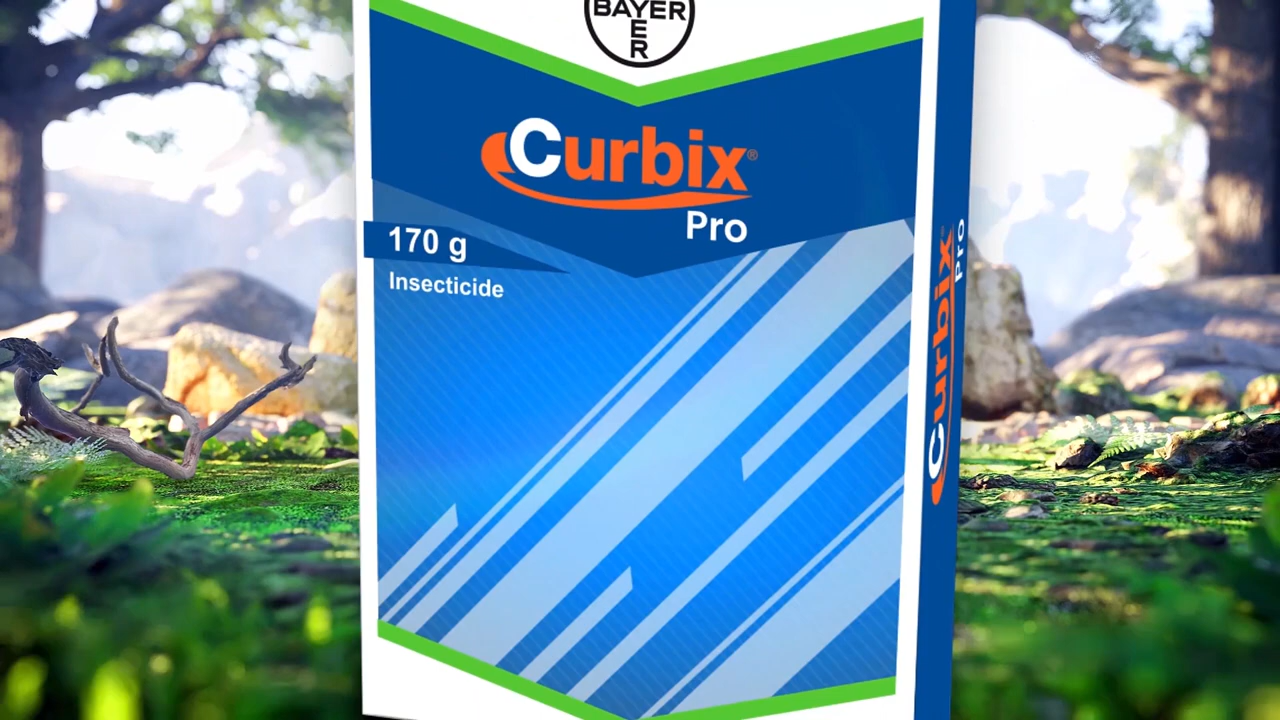 BAYER
E
R
Curbix®
Pro
170 g
Insecticide
Curbix® Pro